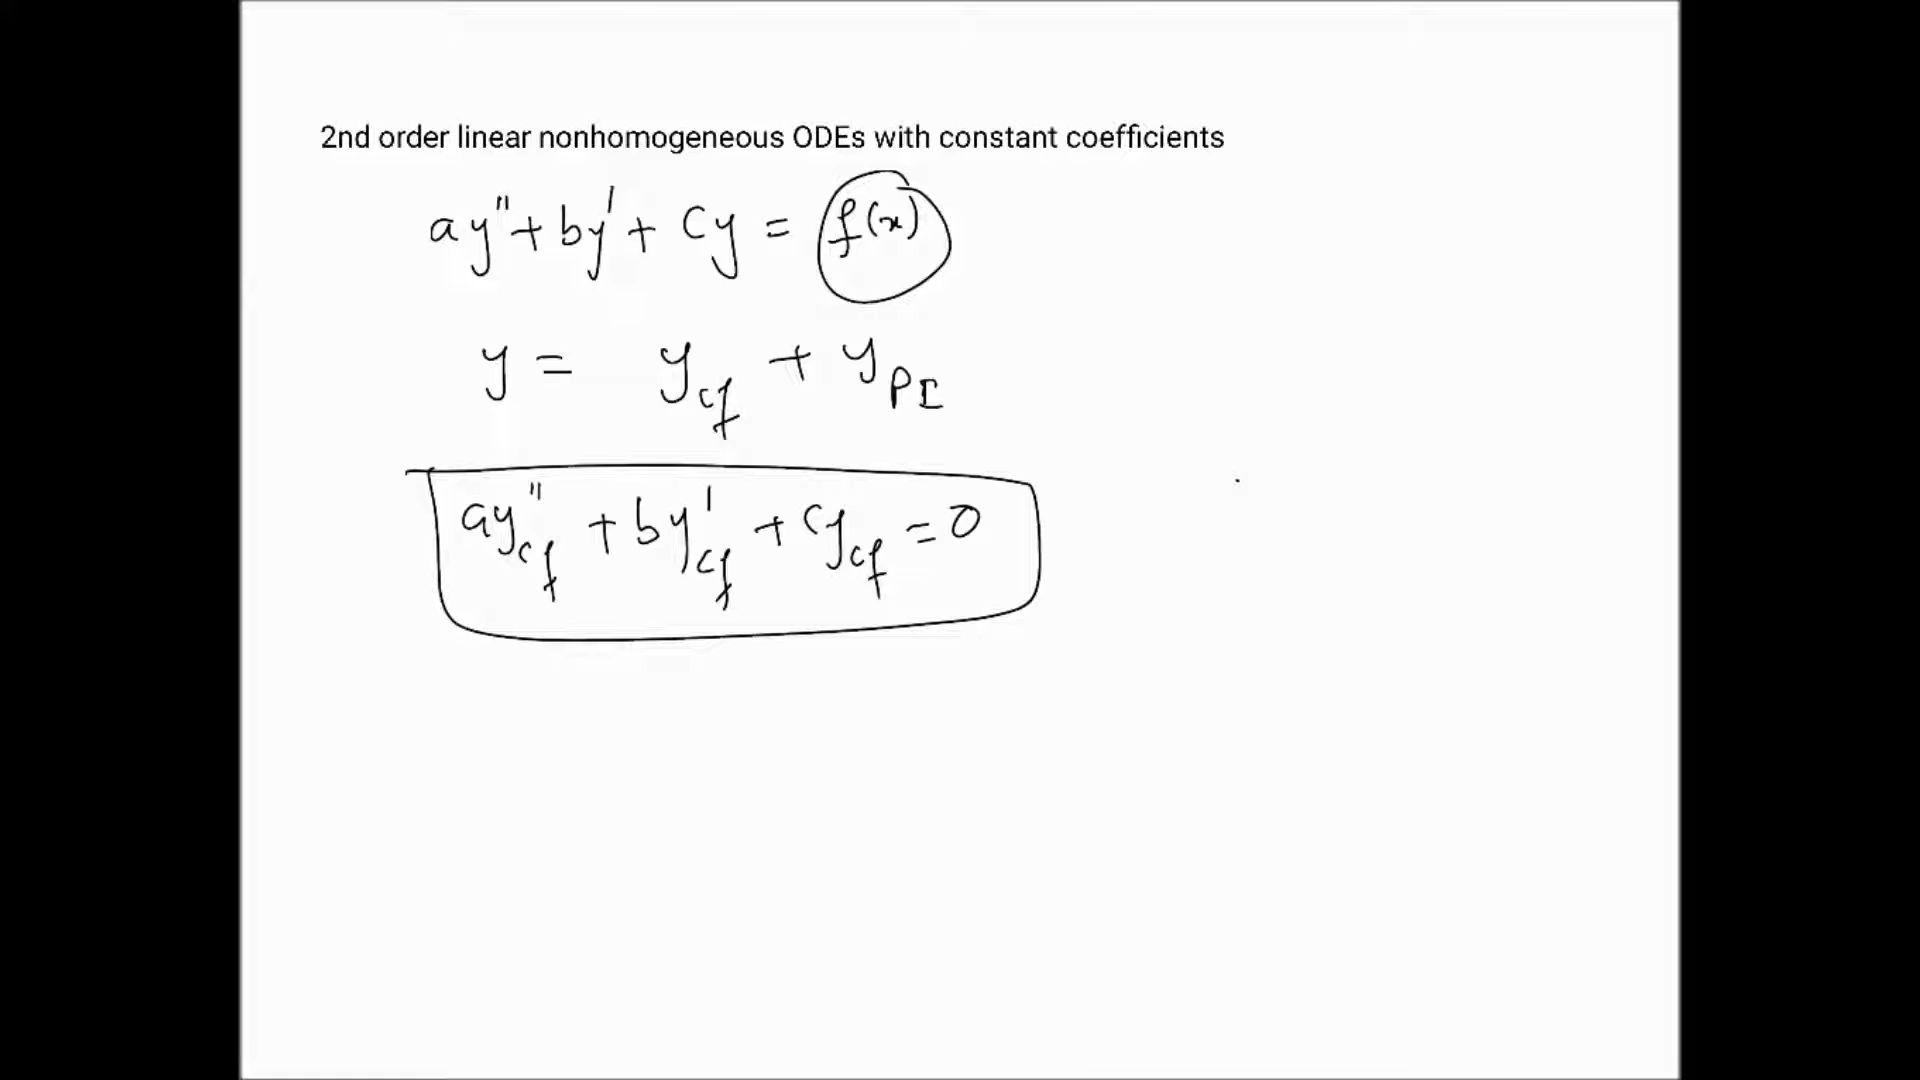 2nd order linear nonhomogeneous ODEs with constant coefficients
ay" + by' + cy = f(x)
y = y_cf + y_PI
ay"_cf + by'_cf + cy_cf = 0